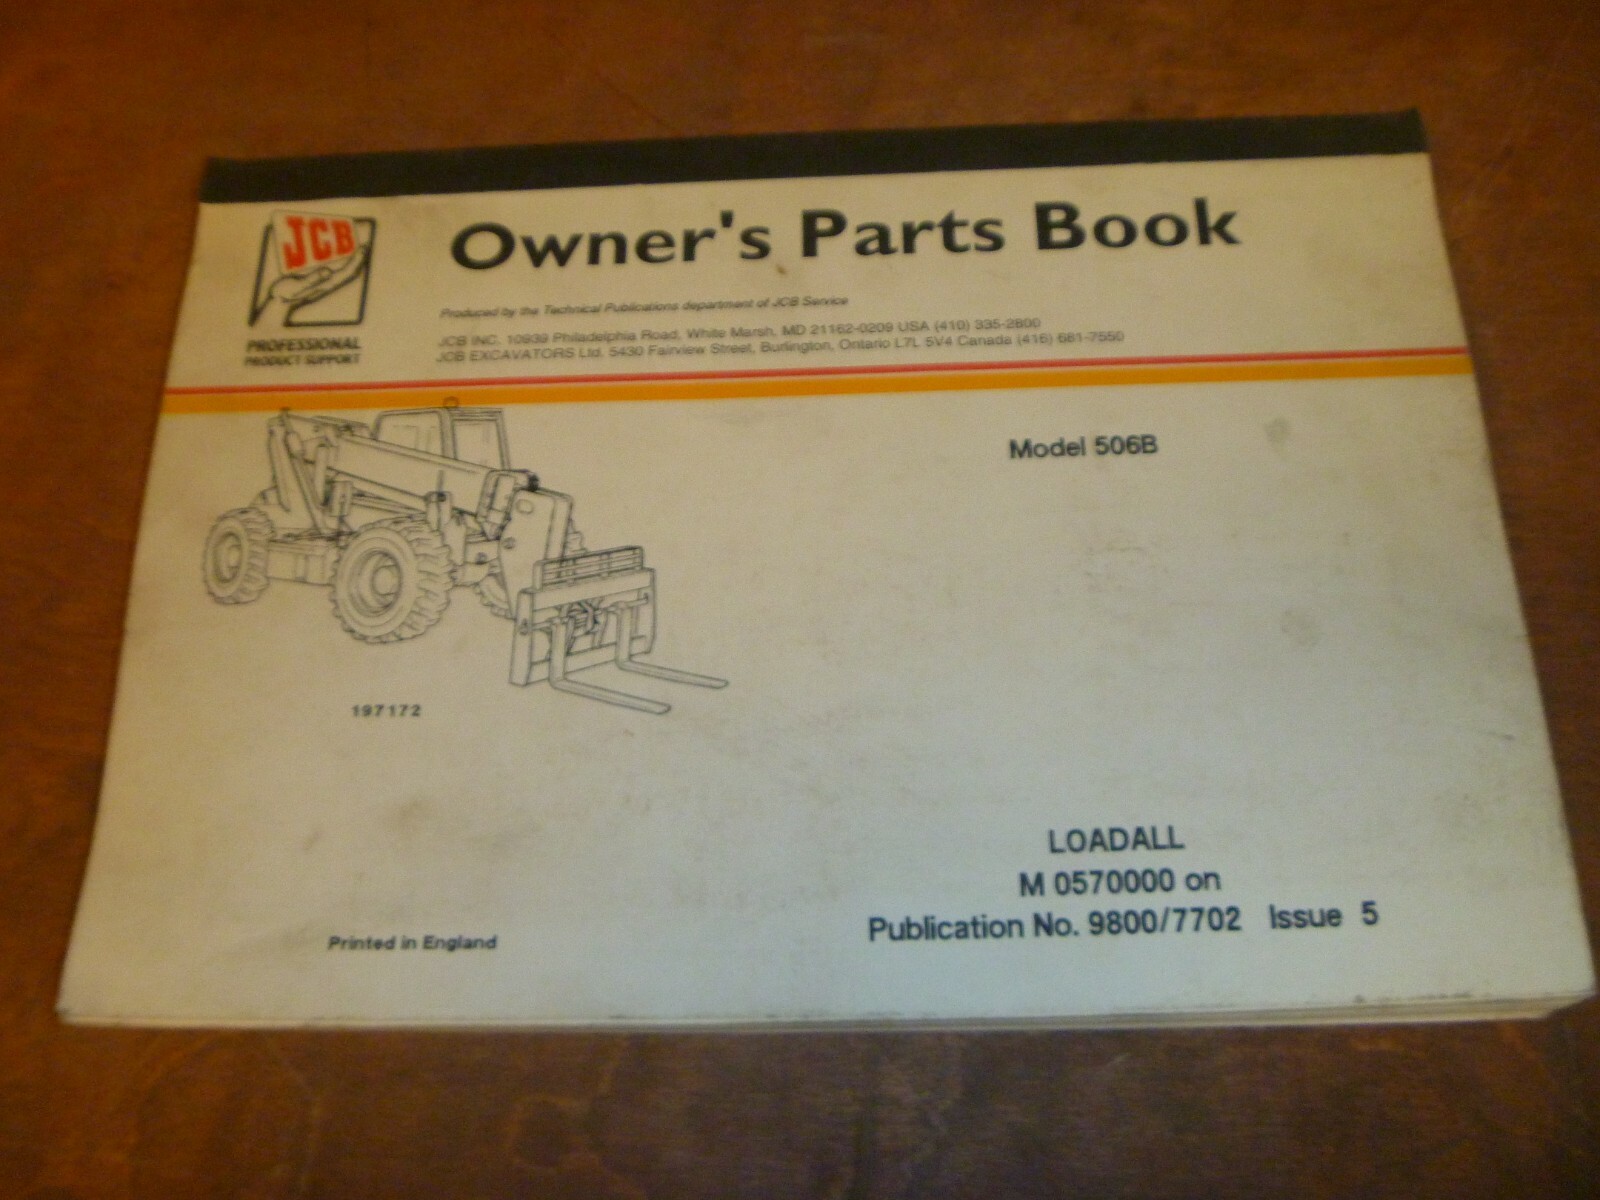 JCB
PROFESSIONAL
PRODUCT SUPPORT
Owner's Parts Book
Produced by the Technical Publications department of JCB Service
JCB INC. 10939 Philadelphia Road, White Marsh, MD 21162-0209 USA (410) 335-2800
JCB EXCAVATORS Ltd. 5430 Fairview Street, Burlington, Ontario L7L 5V4 Canada (416) 681-7550
Model 506B
197172
LOADALL
M 0570000 on
Publication No. 9800/7702 Issue 5
Printed in England